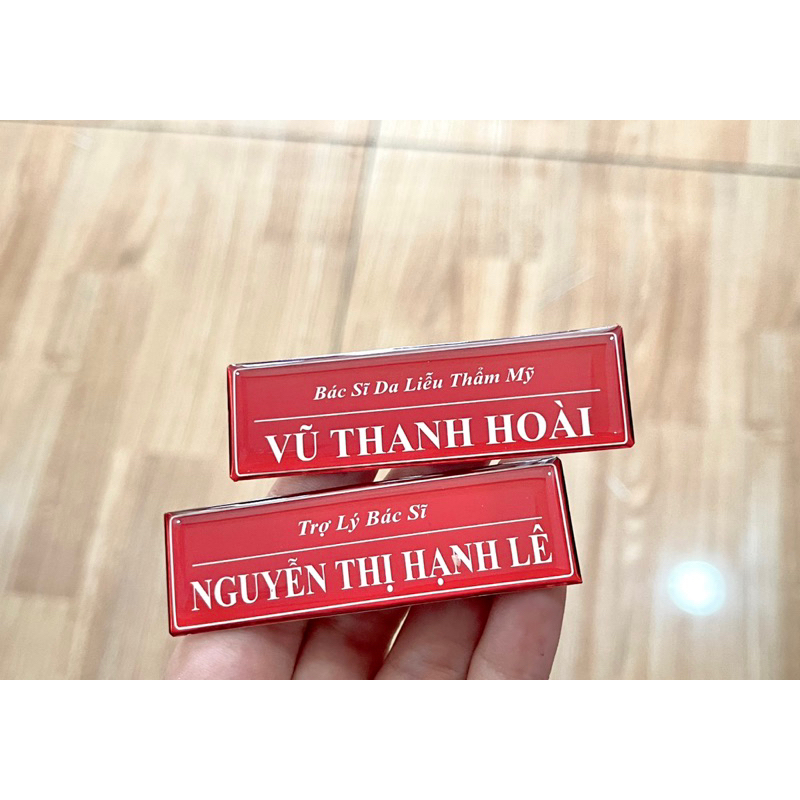 Bác Sĩ Da Liễu Thẩm Mỹ
VŨ THANH HOÀI
Trợ Lý Bác Sĩ
NGUYỄN THỊ HẠNH LÊ